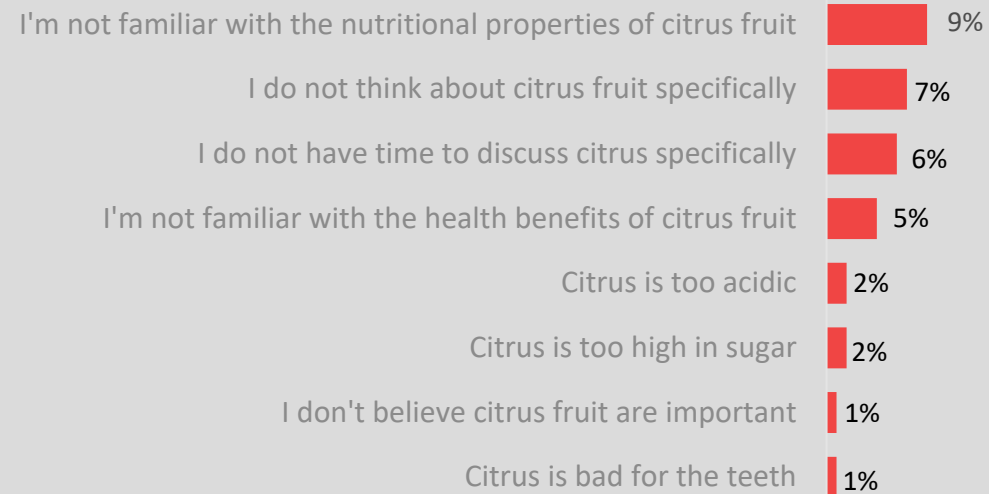 I'm not familiar with the nutritional properties of citrus fruit 9%
I do not think about citrus fruit specifically 7%
I do not have time to discuss citrus specifically 6%
I'm not familiar with the health benefits of citrus fruit 5%
Citrus is too acidic 2%
Citrus is too high in sugar 2%
I don't believe citrus fruit are important 1%
Citrus is bad for the teeth 1%